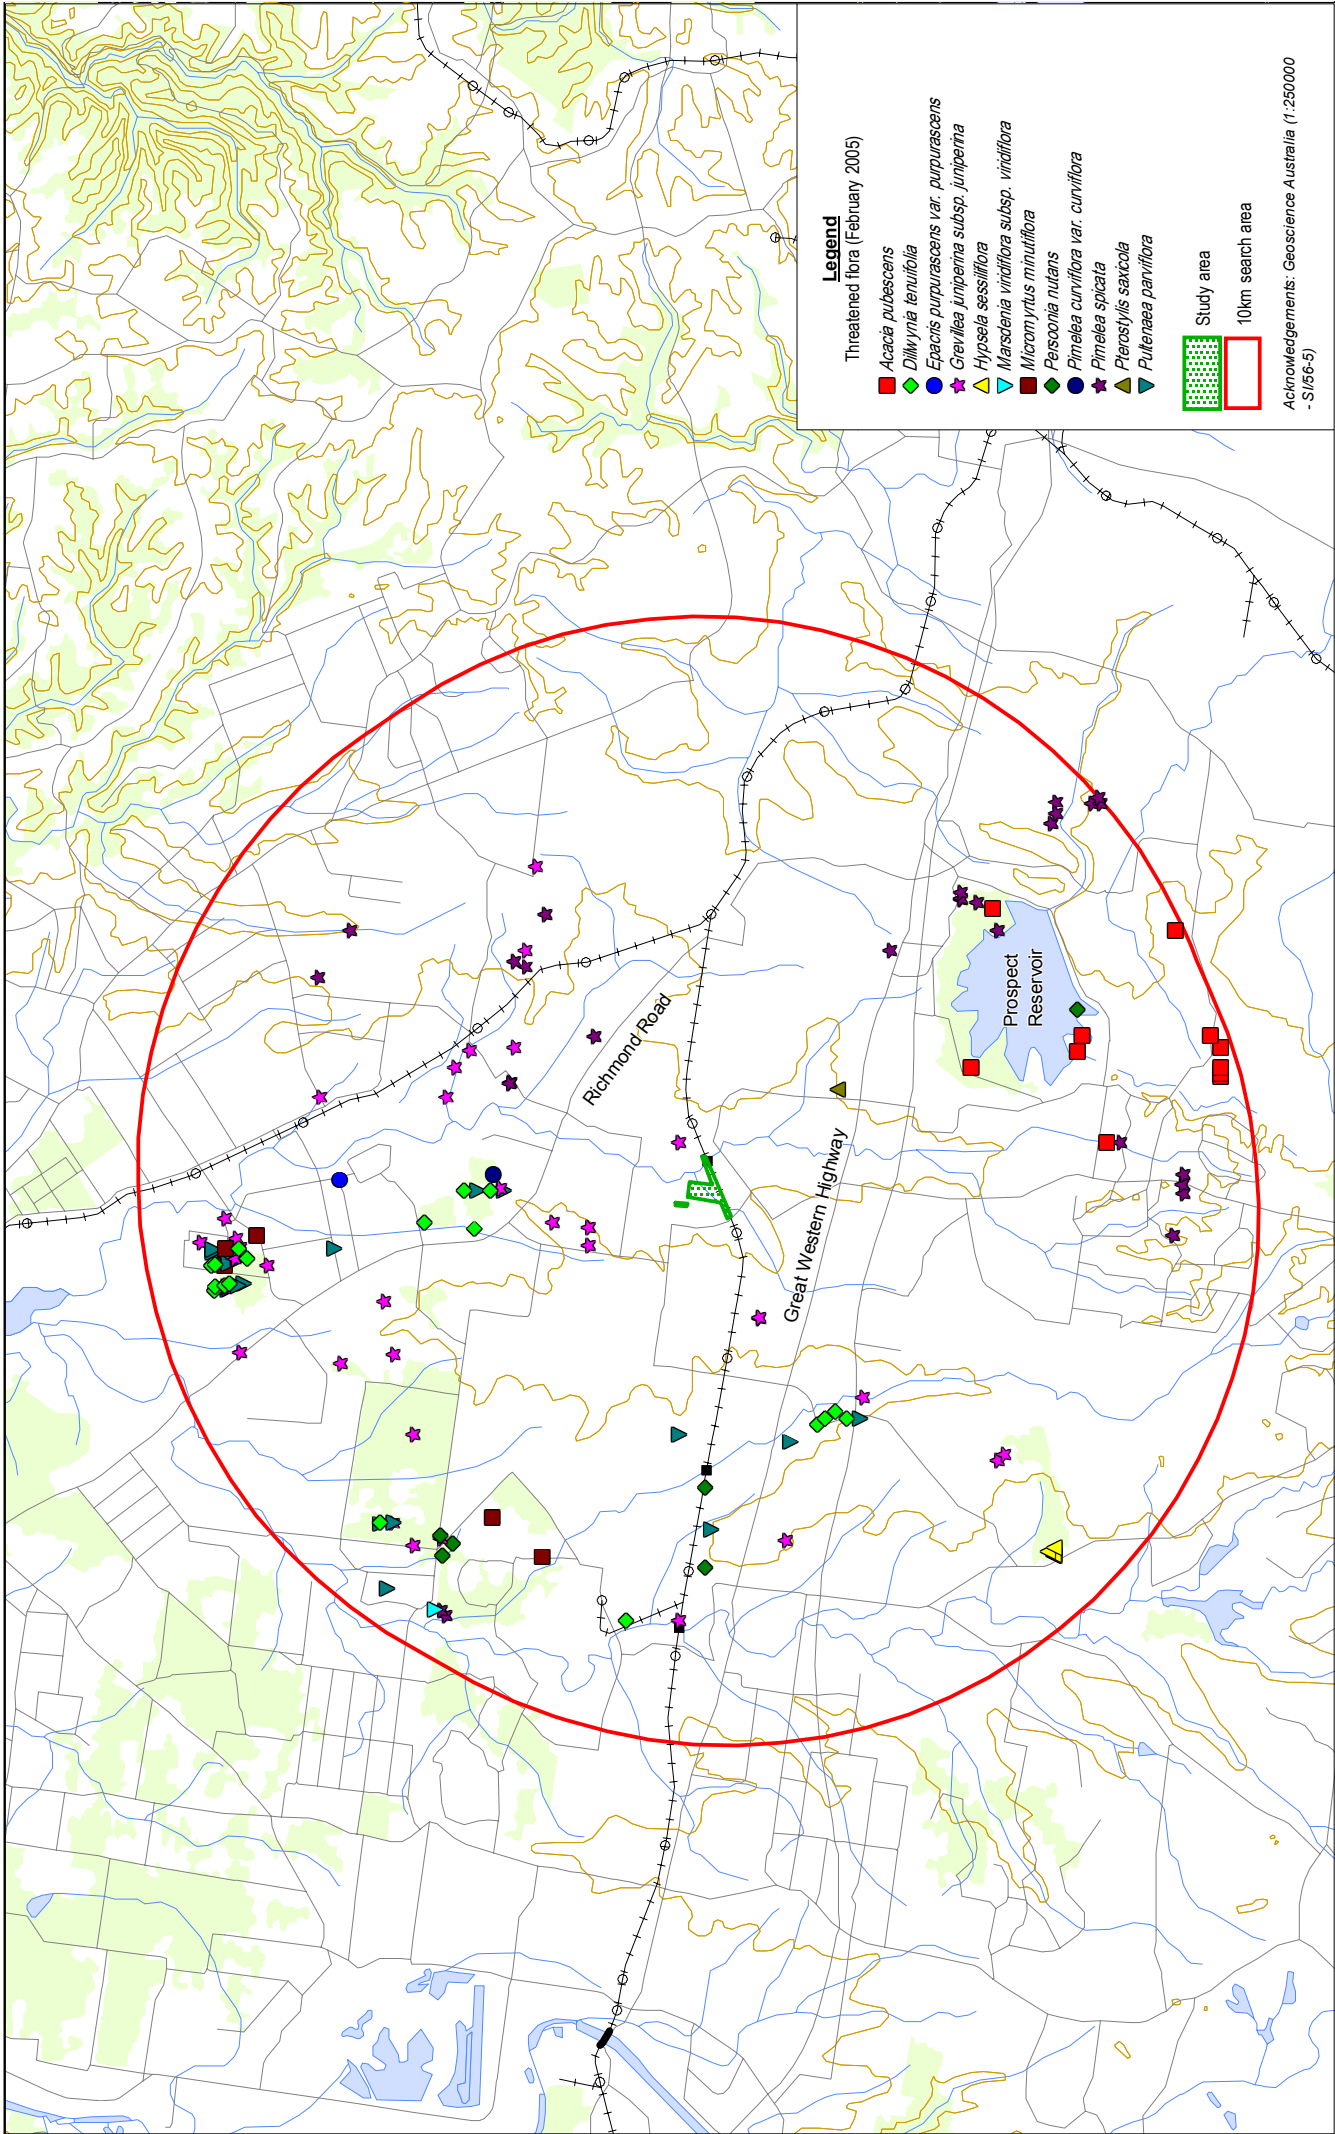 Legend
Threatened flora (February 2005)
Acacia pubescens
Dillwynia tenuifolia
Epacris purpurascens var. purpurascens
Grevillea juniperina subsp. juniperina
Hypsela sessiliflora
Marsdenia viridiflora subsp. viridiflora
Micromyrtus minutiflora
Persoonia nutans
Pimelea curviflora var. curviflora
Pimelea spicata
Pterostylis saxicola
Pultenaea parviflora
Study area
10km search area
Acknowledgements: Geoscience Australia (1:250000
- SI/56-5)
Richmond Road
Great Western Highway
Prospect
Reservoir